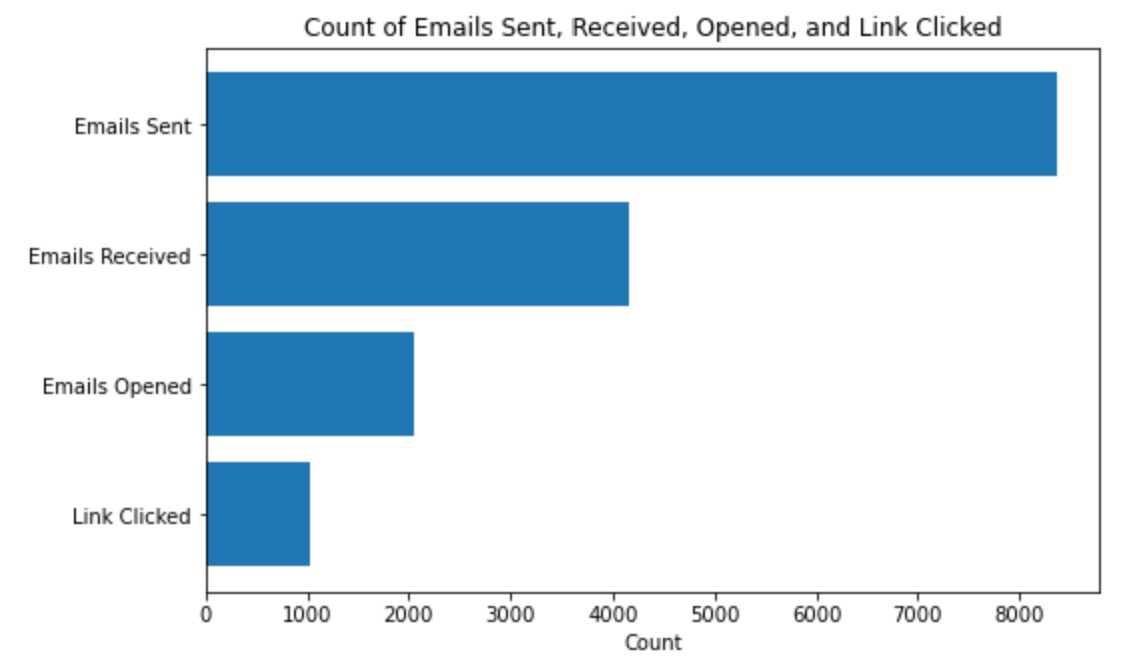 Count of Emails Sent, Received, Opened, and Link Clicked
Emails Sent
Emails Received
Emails Opened
Link Clicked
0 1000 2000 3000 4000 5000 6000 7000 8000
Count